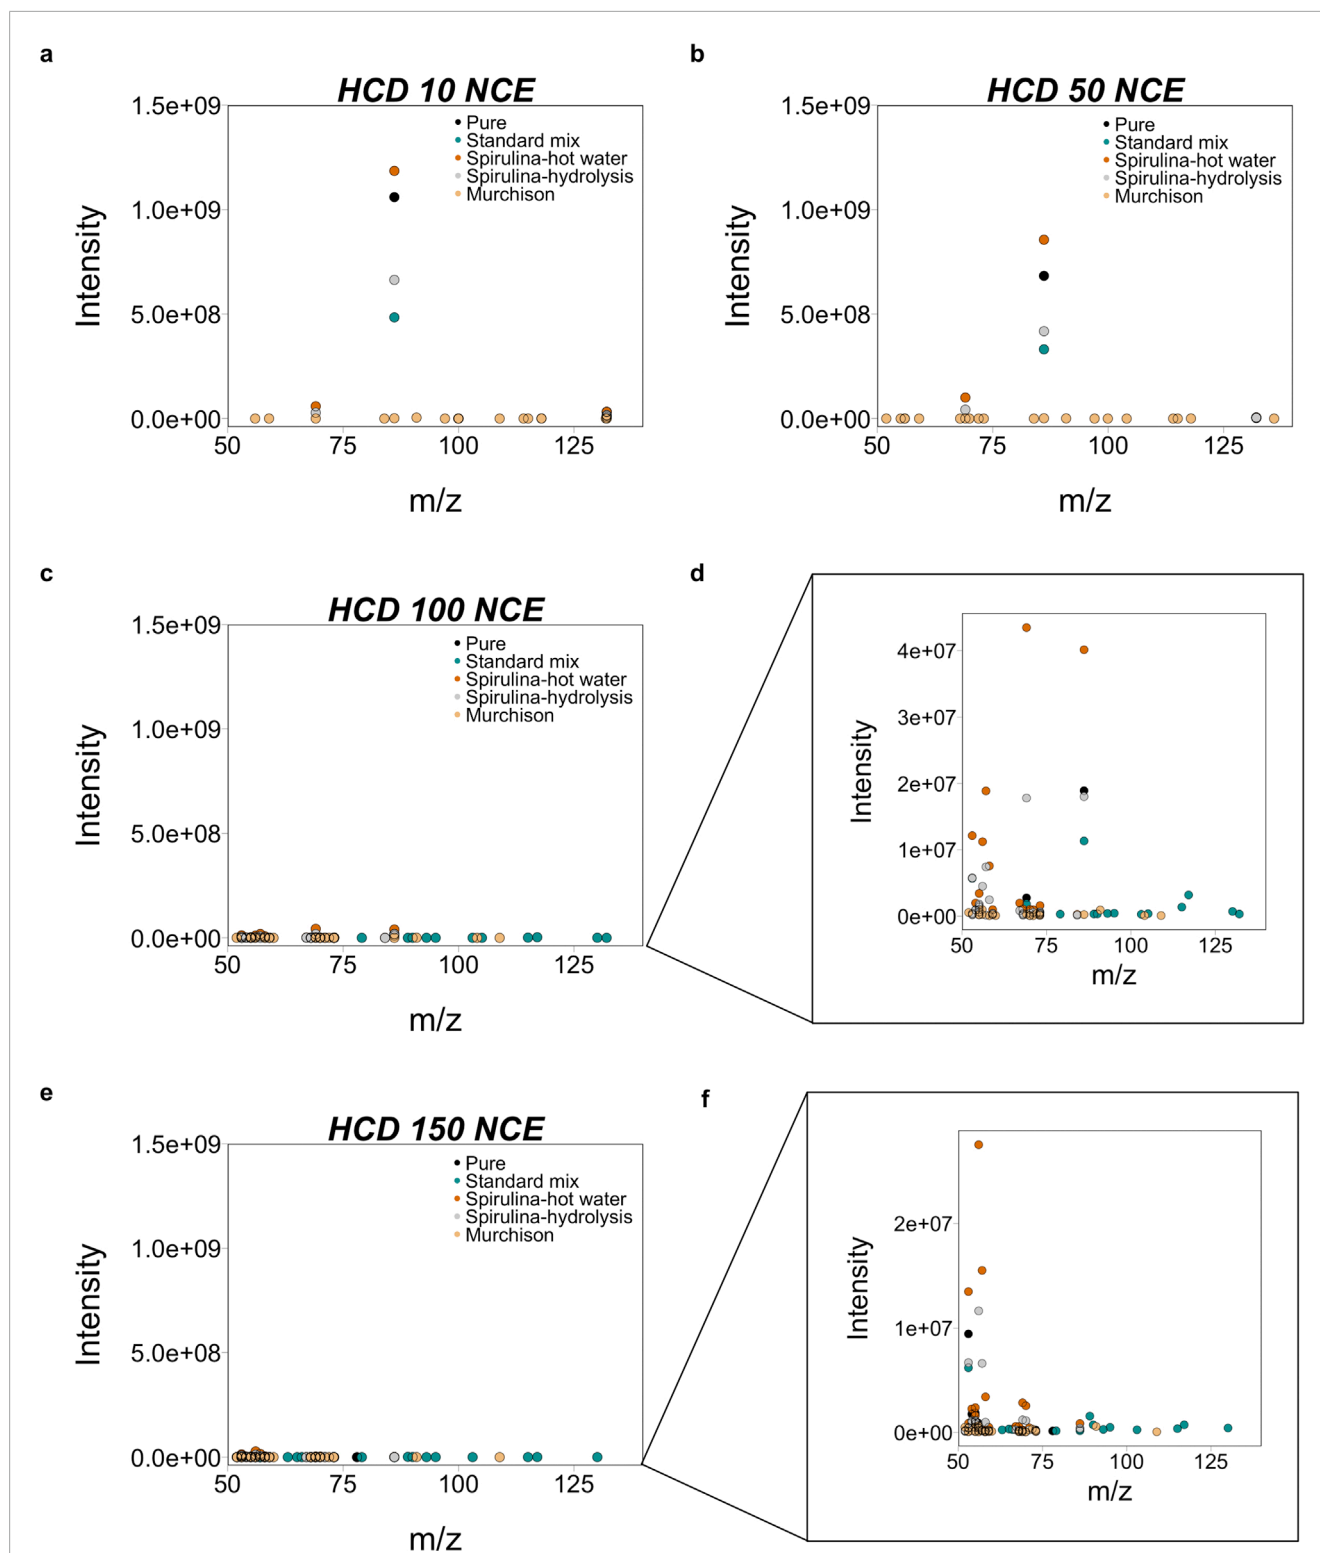 a
HCD 10 NCE
1.5e+09
1.0e+09
5.0e+08
0.0e+00
Intensity
Pure
Standard mix
Spirulina-hot water
Spirulina-hydrolysis
Murchison
50 75 100 125
m/z
b
HCD 50 NCE
1.5e+09
1.0e+09
5.0e+08
0.0e+00
Intensity
Pure
Standard mix
Spirulina-hot water
Spirulina-hydrolysis
Murchison
50 75 100 125
m/z
c
HCD 100 NCE
1.5e+09
1.0e+09
5.0e+08
0.0e+00
Intensity
Pure
Standard mix
Spirulina-hot water
Spirulina-hydrolysis
Murchison
50 75 100 125
m/z
d
4e+07
3e+07
2e+07
1e+07
0e+00
Intensity
50 75 100 125
m/z
e
HCD 150 NCE
1.5e+09
1.0e+09
5.0e+08
0.0e+00
Intensity
Pure
Standard mix
Spirulina-hot water
Spirulina-hydrolysis
Murchison
50 75 100 125
m/z
f
2e+07
1e+07
0e+00
Intensity
50 75 100 125
m/z